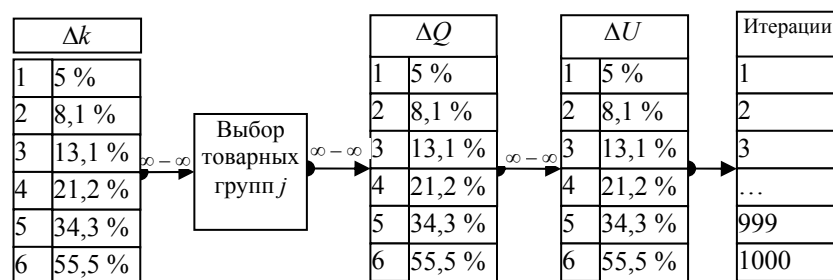 Δk
1 5 %
2 8,1 %
3 13,1 %
4 21,2 %
5 34,3 %
6 55,5 %
∞ – ∞
Выбор
товарных
групп j
∞ – ∞
ΔQ
1 5 %
2 8,1 %
3 13,1 %
4 21,2 %
5 34,3 %
6 55,5 %
∞ – ∞
ΔU
1 5 %
2 8,1 %
3 13,1 %
4 21,2 %
5 34,3 %
6 55,5 %
Итерации
1
2
3
…
999
1000